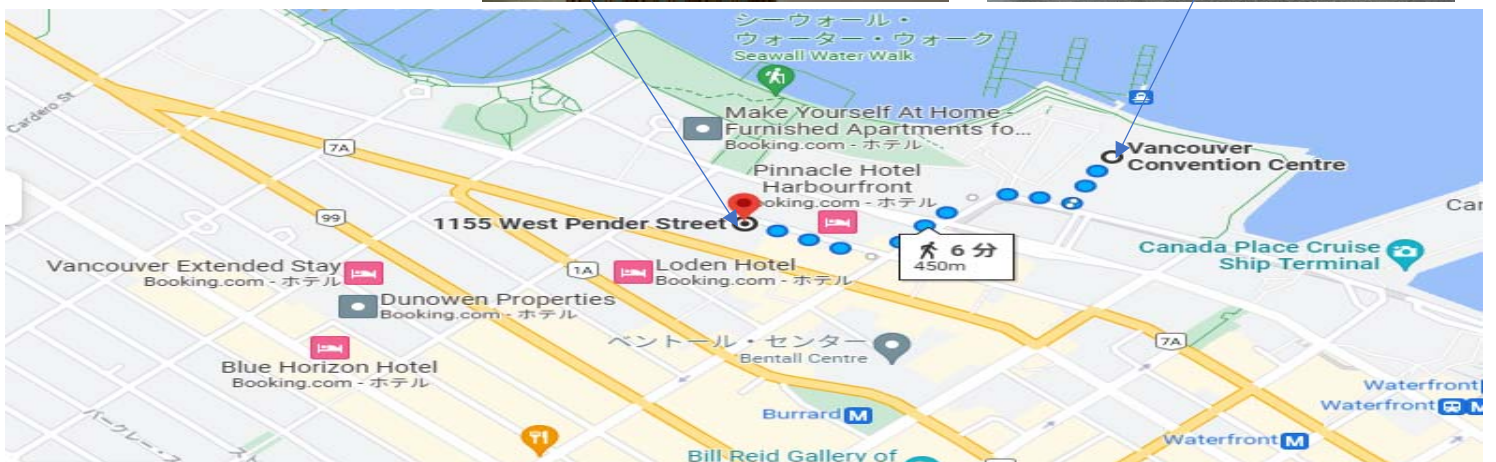 シーウォール・
ウォーター・ウォーク
Seawall Water Walk
Cardero St
7A
Make Yourself At Home -
Furnished Apartments fo...
Booking.com - ホテル
Vancouver
Convention Centre
Pinnacle Hotel
Harbourfront
Booking.com - ホテル
99
1155 West Pender Street
6 分
450m
Canada Place Cruise
Ship Terminal
Vancouver Extended Stay
Booking.com - ホテル
1A
Loden Hotel
Booking.com - ホテル
Dunowen Properties
Booking.com - ホテル
ベントール・センター
Bentall Centre
7A
Blue Horizon Hotel
Booking.com - ホテル
Burrard M
Waterfront
Waterfront M
Waterfront M
Bill Reid Gallery of